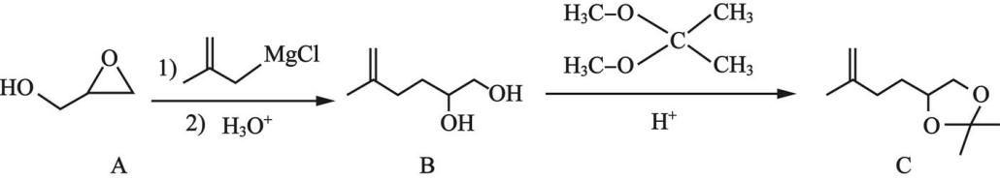 HO
O
1)
MgCl
2) H₃O⁺
A
OH
OH
B
H₃C–O
CH₃
C
H₃C–O
CH₃
H⁺
O
O
C